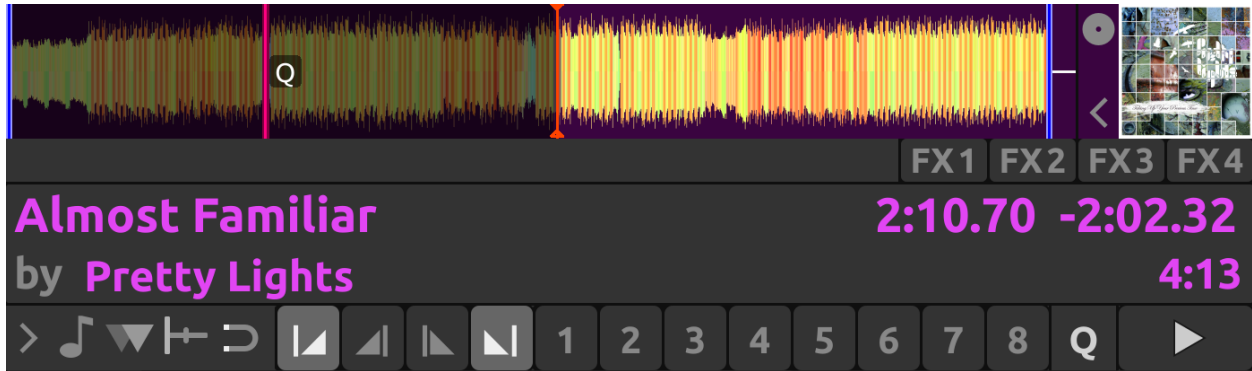 Q
FX1 FX2 FX3 FX4
Almost Familiar 2:10.70 -2:02.32
by Pretty Lights 4:13
1 2 3 4 5 6 7 8 Q